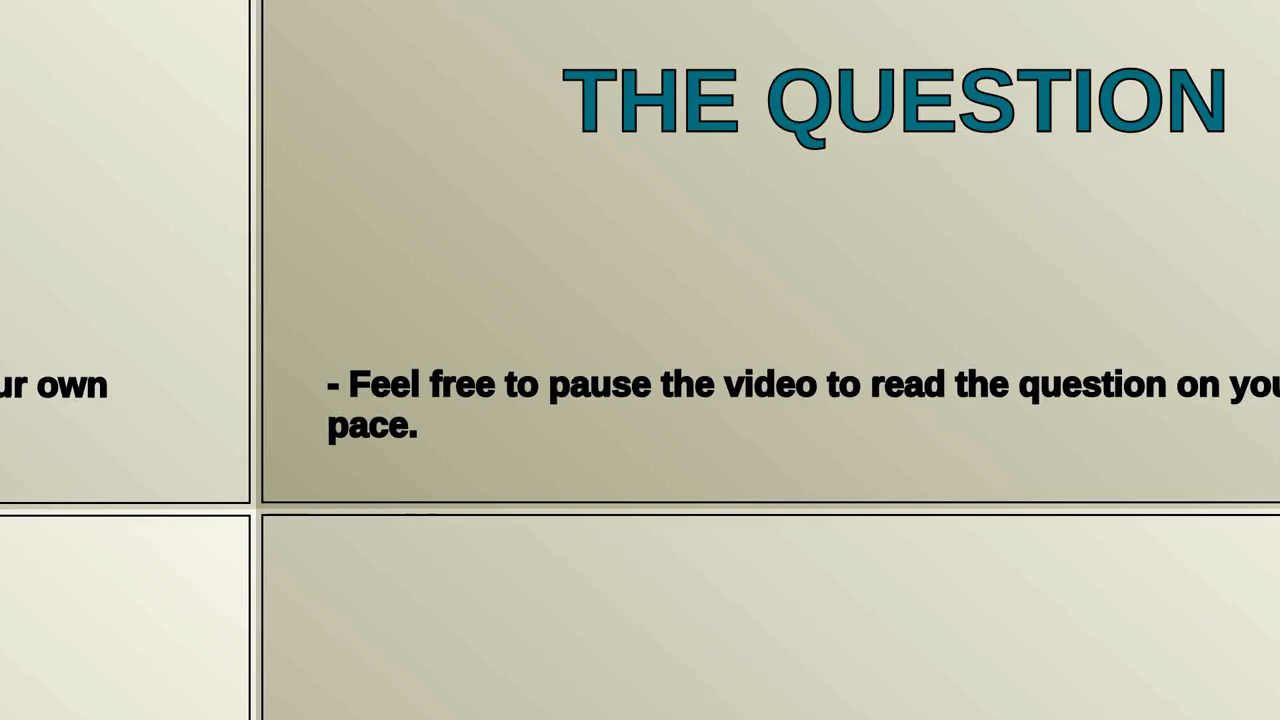 THE QUESTION
ur own
- Feel free to pause the video to read the question on you
pace.